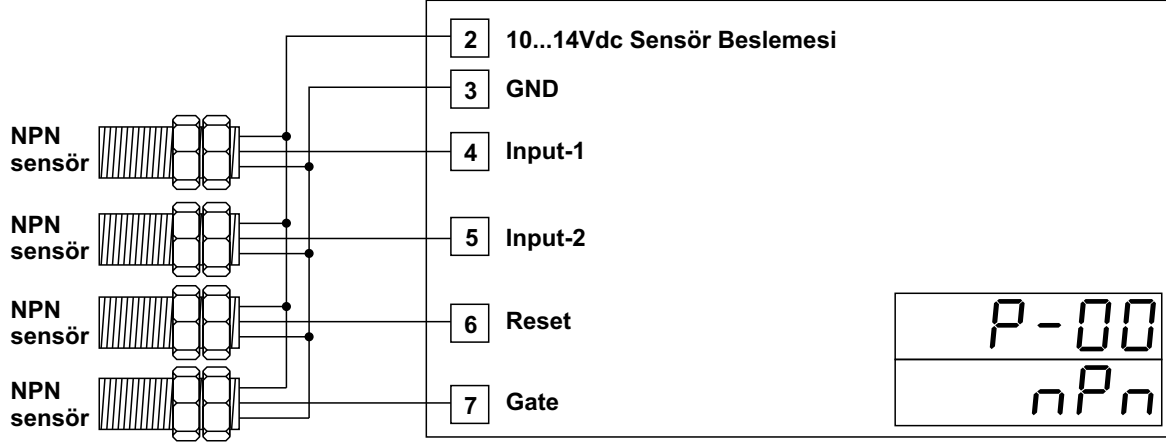 2 10...14Vdc Sensör Beslemesi
3 GND
NPN
sensör
4 Input-1
NPN
sensör
5 Input-2
NPN
sensör
6 Reset
NPN
sensör
7 Gate
P-00
nPn